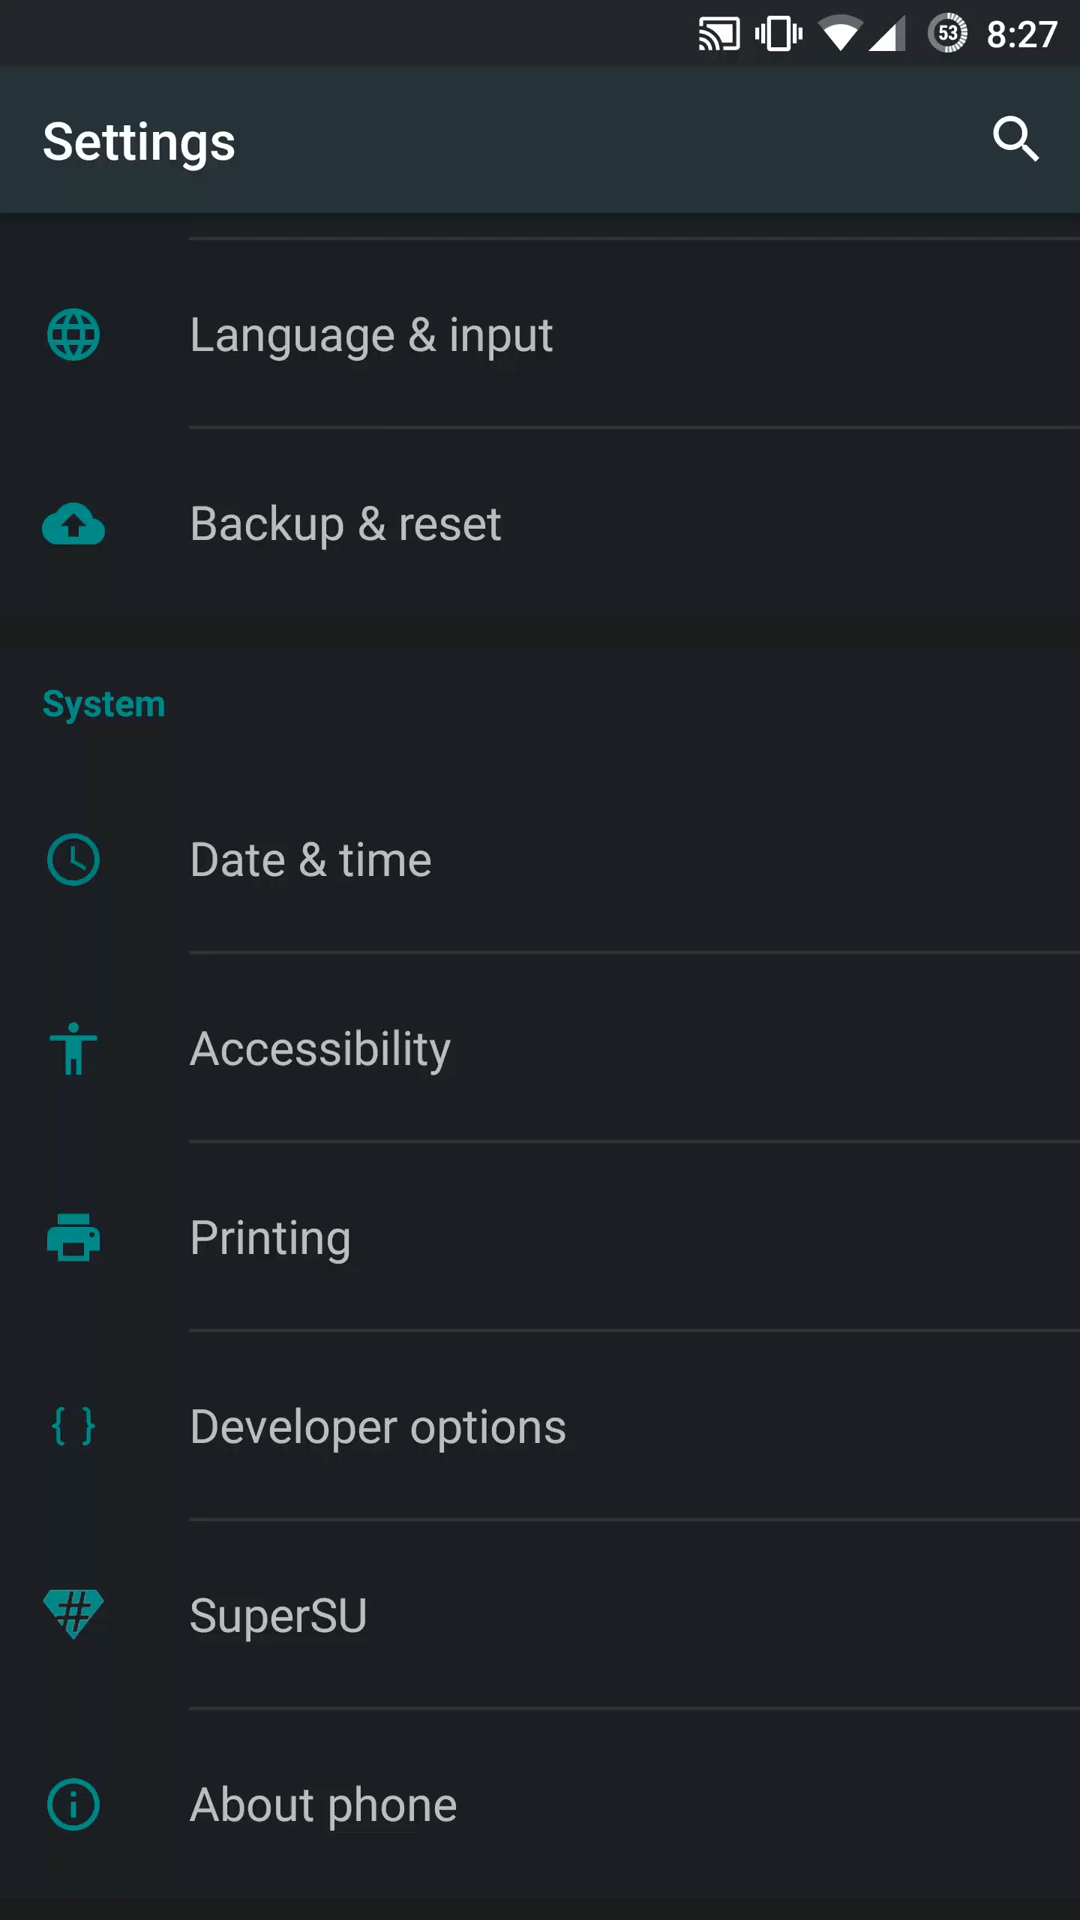 53 8:27
Settings
Language & input
Backup & reset
System
Date & time
Accessibility
Printing
{ } Developer options
SuperSU
About phone